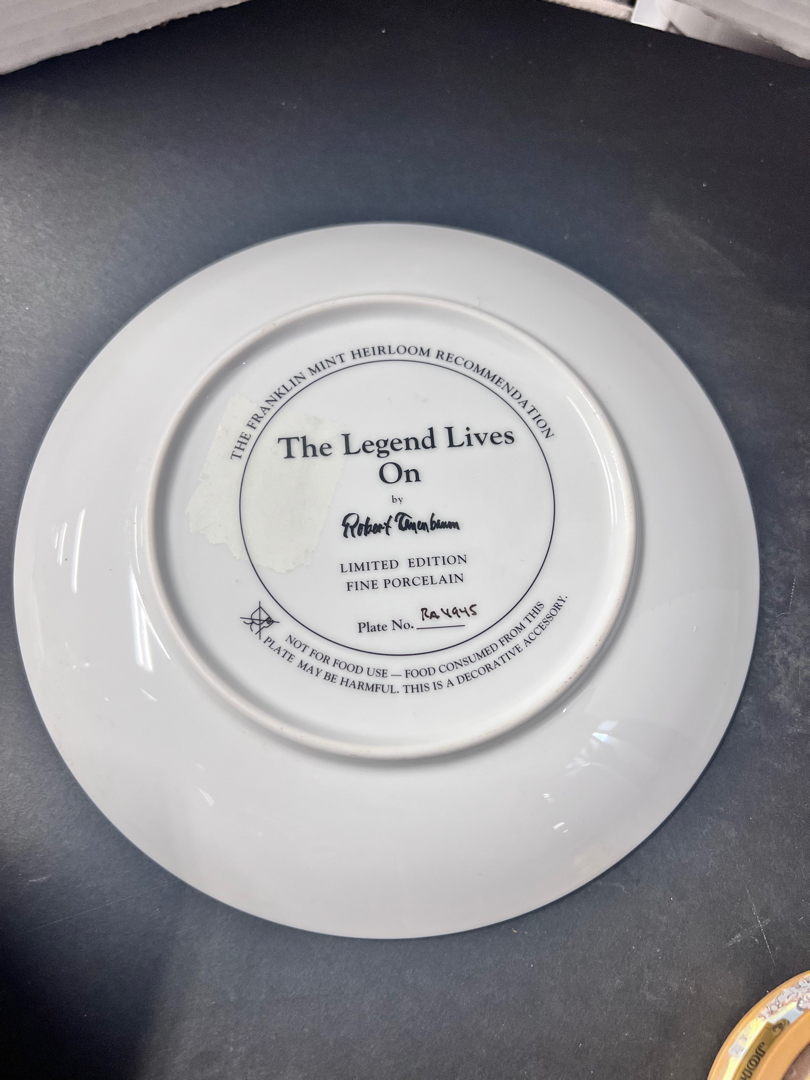 THE FRANKLIN MINT HEIRLOOM RECOMMENDATION
The Legend Lives
On
by
Robert Tanenbaum
LIMITED EDITION
FINE PORCELAIN
Plate No. RA4945
NOT FOR FOOD USE — FOOD CONSUMED FROM THIS
PLATE MAY BE HARMFUL. THIS IS A DECORATIVE ACCESSORY.